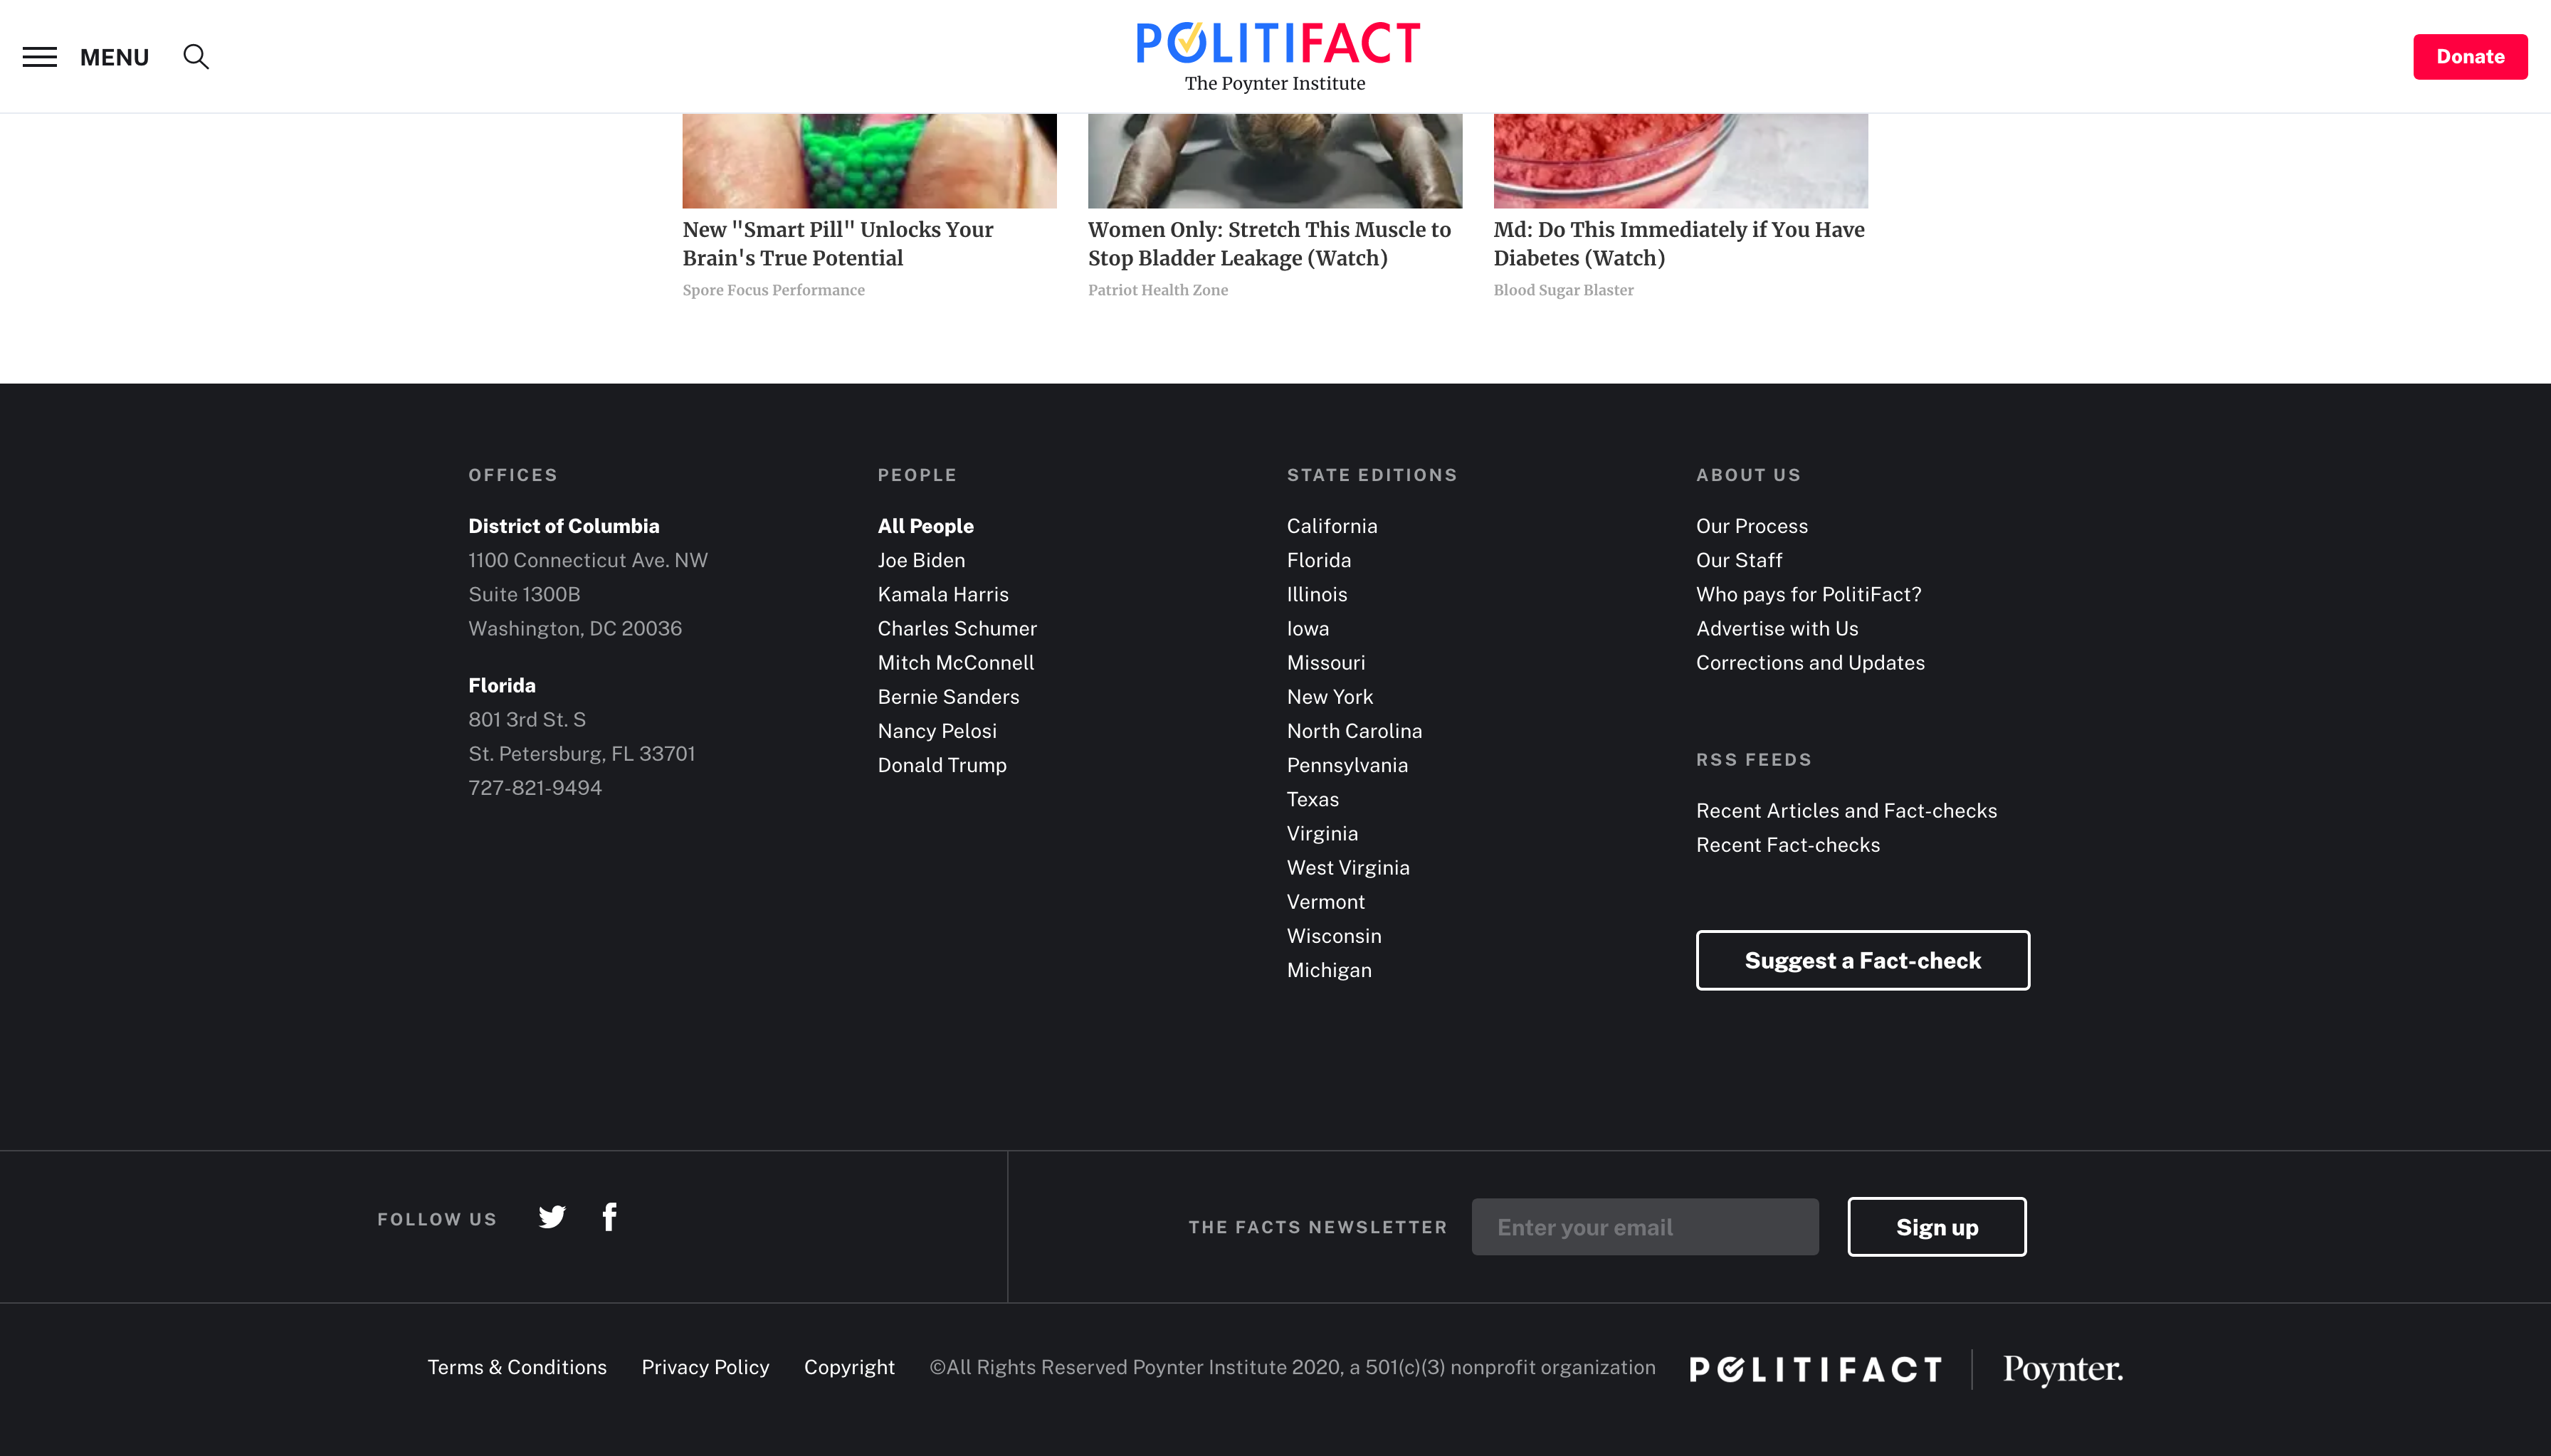 MENU
POLITIFACT
The Poynter Institute
Donate
New "Smart Pill" Unlocks Your
Brain's True Potential
Spore Focus Performance
Women Only: Stretch This Muscle to
Stop Bladder Leakage (Watch)
Patriot Health Zone
Md: Do This Immediately if You Have
Diabetes (Watch)
Blood Sugar Blaster
OFFICES
District of Columbia
1100 Connecticut Ave. NW
Suite 1300B
Washington, DC 20036
Florida
801 3rd St. S
St. Petersburg, FL 33701
727-821-9494
PEOPLE
All People
Joe Biden
Kamala Harris
Charles Schumer
Mitch McConnell
Bernie Sanders
Nancy Pelosi
Donald Trump
STATE EDITIONS
California
Florida
Illinois
Iowa
Missouri
New York
North Carolina
Pennsylvania
Texas
Virginia
West Virginia
Vermont
Wisconsin
Michigan
ABOUT US
Our Process
Our Staff
Who pays for PolitiFact?
Advertise with Us
Corrections and Updates
RSS FEEDS
Recent Articles and Fact-checks
Recent Fact-checks
Suggest a Fact-check
FOLLOW US
THE FACTS NEWSLETTER
Enter your email
Sign up
Terms & Conditions
Privacy Policy
Copyright
©All Rights Reserved Poynter Institute 2020, a 501(c)(3) nonprofit organization
POLITIFACT
Poynter.